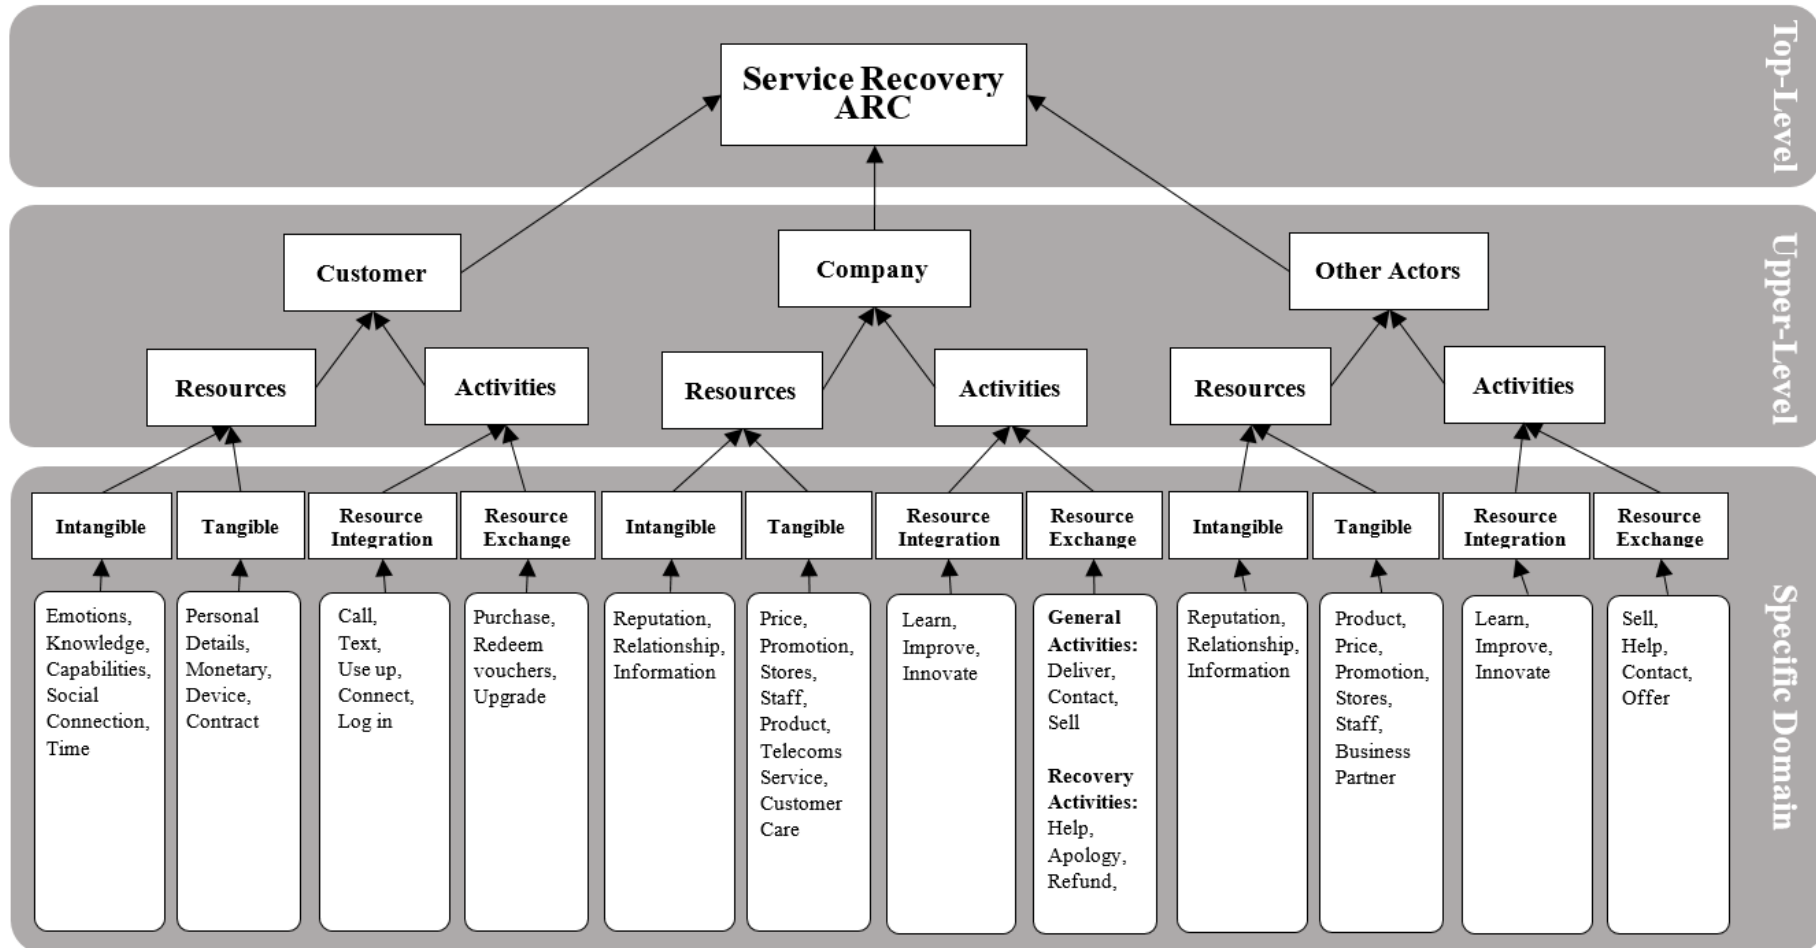 Service Recovery
ARC
Top-Level
Customer
Company
Other Actors
Resources
Activities
Resources
Activities
Resources
Activities
Upper-Level
Intangible
Tangible
Resource
Integration
Resource
Exchange
Intangible
Tangible
Resource
Integration
Resource
Exchange
Intangible
Tangible
Resource
Integration
Resource
Exchange
Emotions,
Knowledge,
Capabilities,
Social
Connection,
Time
Personal
Details,
Monetary,
Device,
Contract
Call,
Text,
Use up,
Connect,
Log in
Purchase,
Redeem
vouchers,
Upgrade
Reputation,
Relationship,
Information
Price,
Promotion,
Stores,
Staff,
Product,
Telecoms
Service,
Customer
Care
Learn,
Improve,
Innovate
General
Activities:
Deliver,
Contact,
Sell
Recovery
Activities:
Help,
Apology,
Refund,
Reputation,
Relationship,
Information
Product,
Price,
Promotion,
Stores,
Staff,
Business
Partner
Learn,
Improve,
Innovate
Sell,
Help,
Contact,
Offer
Specific Domain